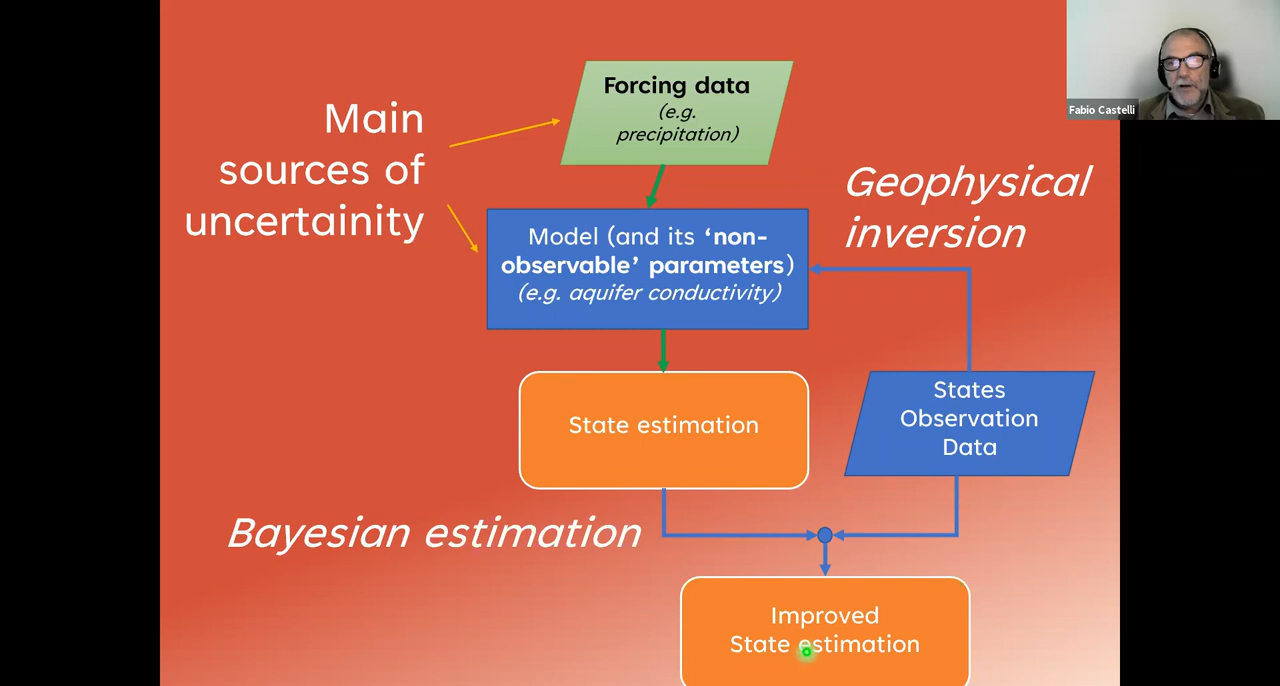 Fabio Castelli
Forcing data
(e.g.
precipitation)
Main
sources of
uncertainity
Geophysical
inversion
Model (and its ‘non-
observable’ parameters)
(e.g. aquifer conductivity)
State estimation
States
Observation
Data
Bayesian estimation
Improved
State estimation